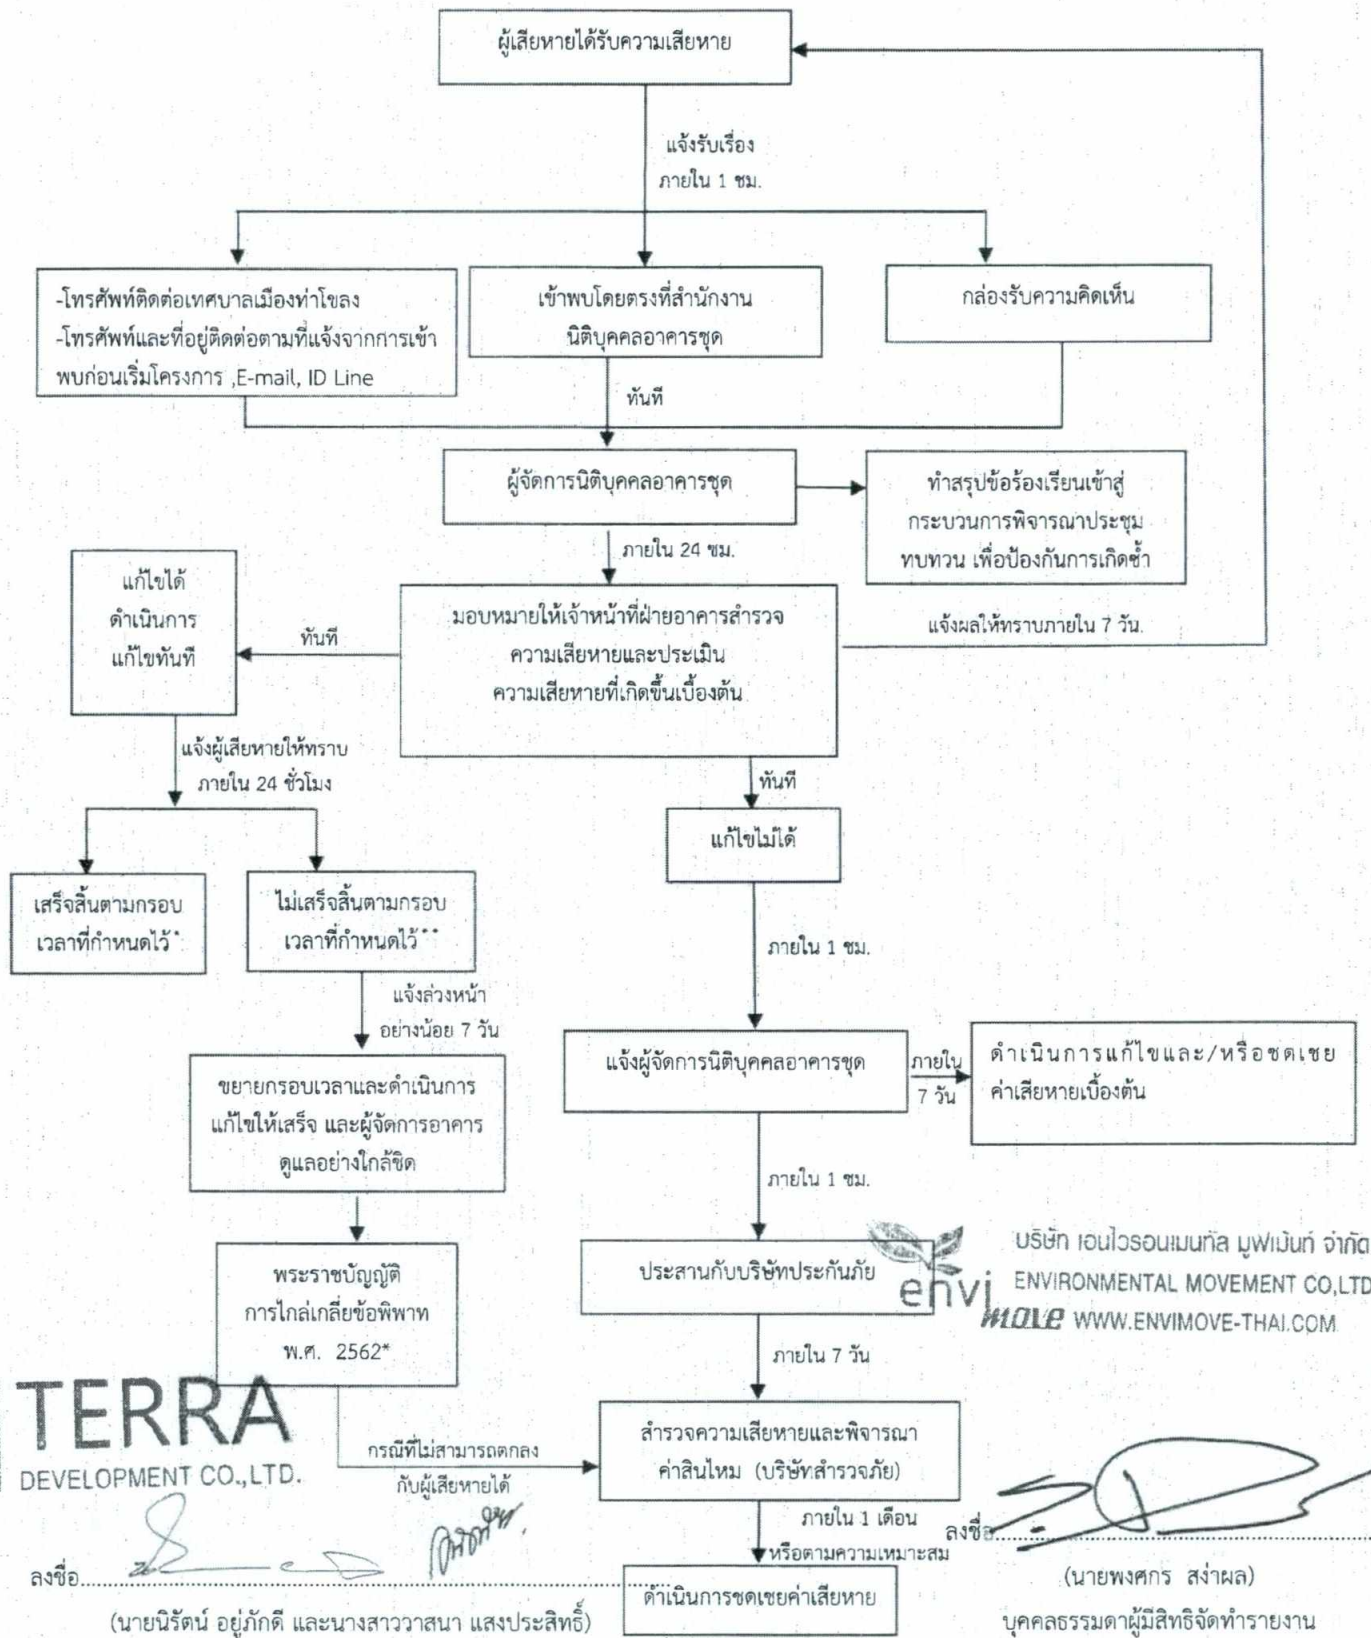 ผู้เสียหายได้รับความเสียหาย
แจ้งรับเรื่อง
ภายใน 1 ชม.
-โทรศัพท์ติดต่อเทศบาลเมืองท่าโขลง
-โทรศัพท์และที่อยู่ติดต่อตามที่แจ้งจากการเข้า
พบก่อนเริ่มโครงการ ,E-mail, ID Line
เข้าพบโดยตรงที่สำนักงาน
นิติบุคคลอาคารชุด
กล่องรับความคิดเห็น
ทันที
ผู้จัดการนิติบุคคลอาคารชุด
ทำสรุปข้อร้องเรียนเข้าสู่
กระบวนการพิจารณาประชุม
ทบทวน เพื่อป้องกันการเกิดซ้ำ
ภายใน 24 ชม.
แก้ไขได้
ดำเนินการ
แก้ไขทันที
ทันที
มอบหมายให้เจ้าหน้าที่ฝ่ายอาคารสำรวจ
ความเสียหายและประเมิน
ความเสียหายที่เกิดขึ้นเบื้องต้น
แจ้งผลให้ทราบภายใน 7 วัน.
แจ้งผู้เสียหายให้ทราบ
ภายใน 24 ชั่วโมง
ทันที
แก้ไขไม่ได้
เสร็จสิ้นตามกรอบ
เวลาที่กำหนดไว้*
ไม่เสร็จสิ้นตามกรอบ
เวลาที่กำหนดไว้**
ภายใน 1 ชม.
แจ้งล่วงหน้า
อย่างน้อย 7 วัน
แจ้งผู้จัดการนิติบุคคลอาคารชุด
ภายใน
7 วัน
ดำเนินการแก้ไขและ/หรือชดเชย
ค่าเสียหายเบื้องต้น
ขยายกรอบเวลาและดำเนินการ
แก้ไขให้เสร็จ และผู้จัดการอาคาร
ดูแลอย่างใกล้ชิด
ภายใน 1 ชม.
พระราชบัญญัติ
การไกล่เกลี่ยข้อพิพาท
พ.ศ. 2562*
ประสานกับบริษัทประกันภัย
envi move
บริษัท เอนไวรอนเมนทัล มูฟเม้นท์ จำกัด
ENVIRONMENTAL MOVEMENT CO,LTD
WWW.ENVIMOVE-THAI.COM
ภายใน 7 วัน
TERRA
DEVELOPMENT CO.,LTD.
กรณีที่ไม่สามารถตกลง
กับผู้เสียหายได้
สำรวจความเสียหายและพิจารณา
ค่าสินไหม (บริษัทสำรวจภัย)
ภายใน 1 เดือน
หรือตามความเหมาะสม
ดำเนินการชดเชยค่าเสียหาย
ลงชื่อ
(นายนิรัตน์ อยู่ภักดี และนางสาววาสนา แสงประสิทธิ์)
ลงชื่อ
(นายพงศกร สง่าผล)
บุคคลธรรมดาผู้มีสิทธิจัดทำรายงาน